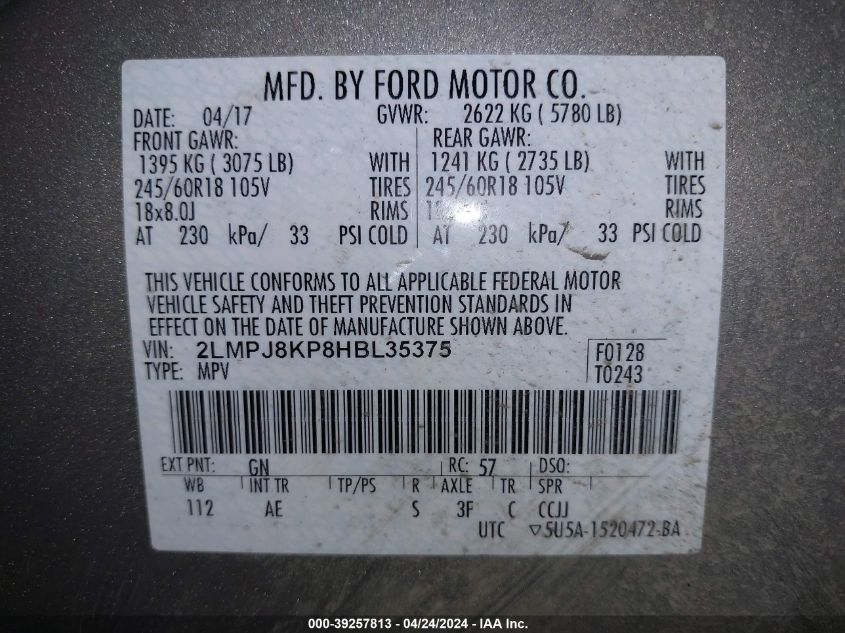 MFD. BY FORD MOTOR CO.
DATE: 04/17 GVWR: 2622 KG ( 5780 LB)
FRONT GAWR: REAR GAWR:
1395 KG ( 3075 LB) WITH 1241 KG ( 2735 LB) WITH
245/60R18 105V TIRES 245/60R18 105V TIRES
18x8.0J RIMS RIMS
AT 230 kPa/ 33 PSI COLD AT 230 kPa/ 33 PSI COLD
THIS VEHICLE CONFORMS TO ALL APPLICABLE FEDERAL MOTOR
VEHICLE SAFETY AND THEFT PREVENTION STANDARDS IN
EFFECT ON THE DATE OF MANUFACTURE SHOWN ABOVE.
VIN: 2LMPJ8KP8HBL35375 F0128
TYPE: MPV T0243
EXT PNT: GN RC: 57 DSO:
WB INT TR TP/PS R AXLE TR SPR
112 AE S 3F C CCJJ
UTC ▽5U5A-1520472-BA
000-39257813 - 04/24/2024 - IAA Inc.